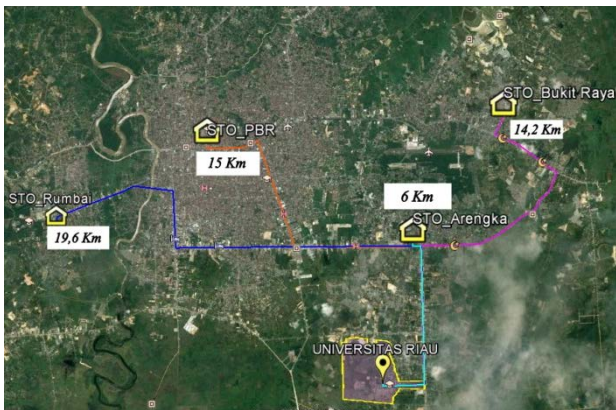 STO_Bukit Raya
14,2 Km
STO_PBR
15 Km
6 Km
STO_Rumbai
STO_Arengka
19,6 Km
UNIVERSITAS RIAU